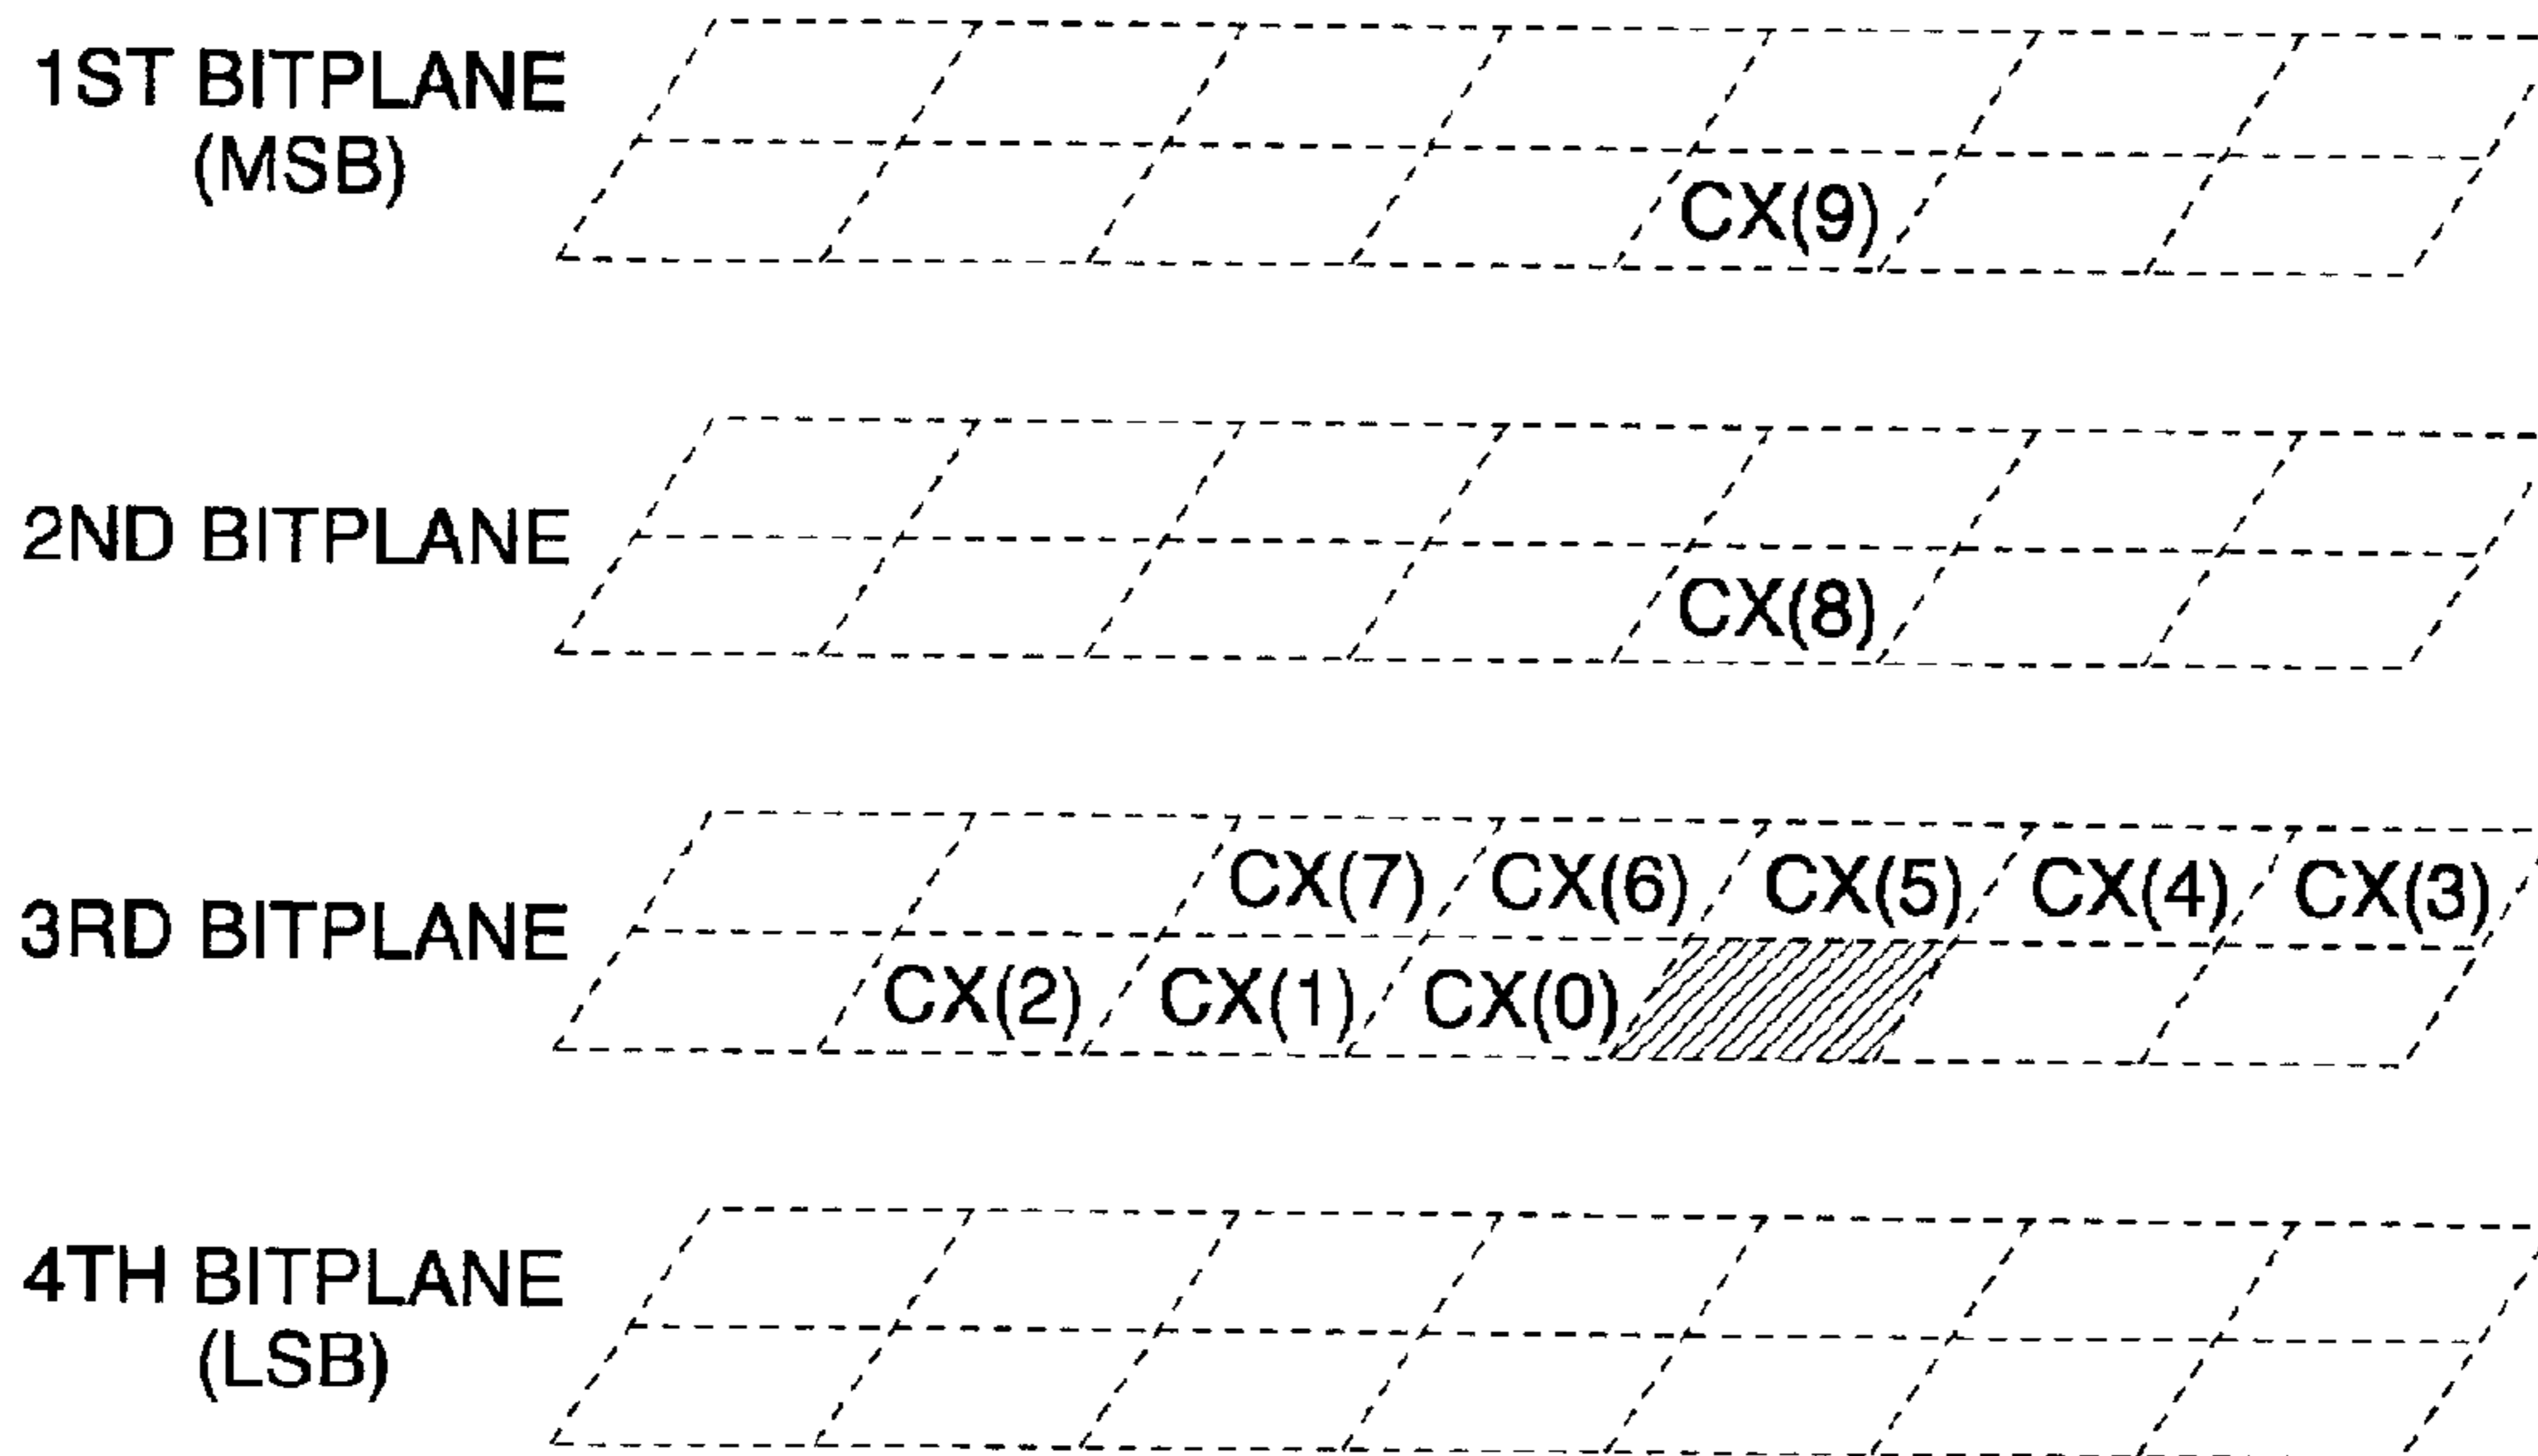 1ST BITPLANE
(MSB)
CX(9)
2ND BITPLANE
CX(8)
3RD BITPLANE
CX(7) CX(6) CX(5) CX(4) CX(3)
CX(2) CX(1) CX(0)
4TH BITPLANE
(LSB)